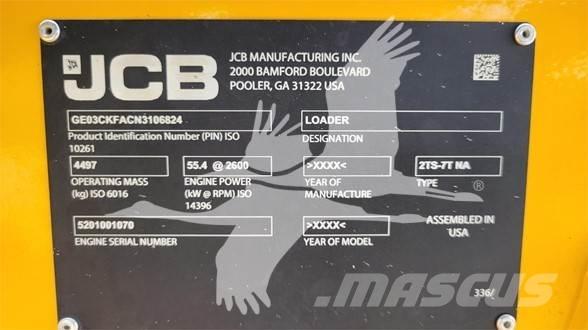 JCB
JCB MANUFACTURING INC.
2000 BAMFORD BOULEVARD
POOLER, GA 31322 USA
GE03CKFACN3106824
LOADER
Product Identification Number (PIN) ISO
10261
DESIGNATION
4497
55.4 @ 2600
>XXXX<
2TS-7T NA
OPERATING MASS
(kg) ISO 6016
ENGINE POWER
(kW @ RPM) ISO
14396
YEAR OF
MANUFACTURE
TYPE
®
5201001070
>XXXX<
ASSEMBLED IN
USA
ENGINE SERIAL NUMBER
YEAR OF MODEL
MASCUS